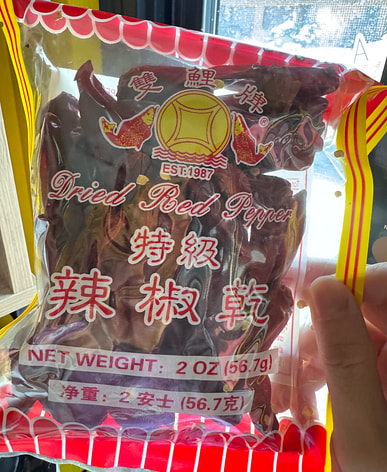 雙鯉牌®
EST:1987
Dried Red Pepper
特級
辣椒乾
NET WEIGHT: 2 OZ (56.7g)
净重: 2 安士 (56.7克)